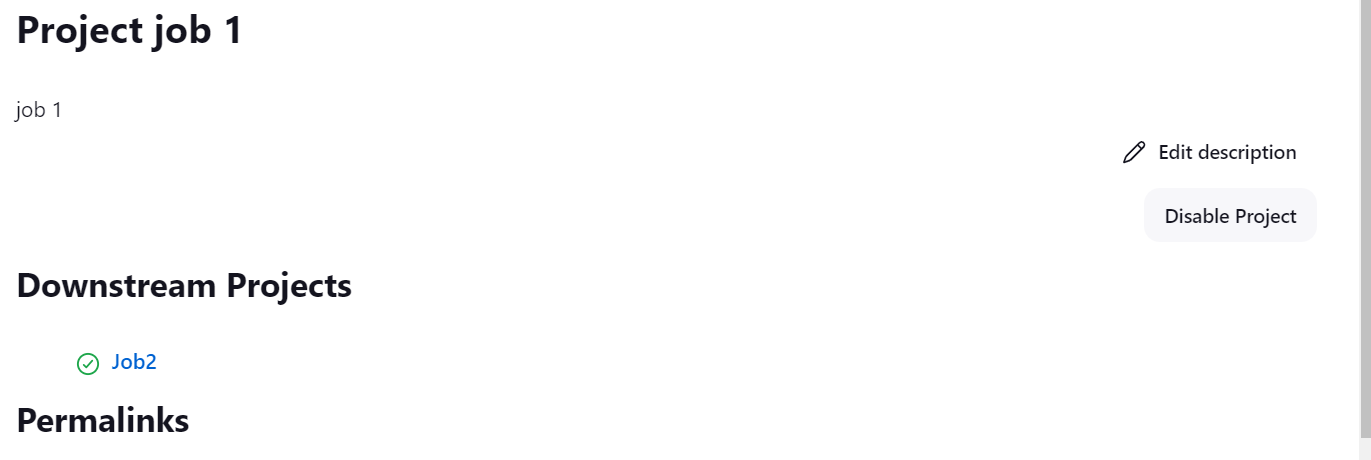 Project job 1
job 1
Edit description
Disable Project
Downstream Projects
Job2
Permalinks